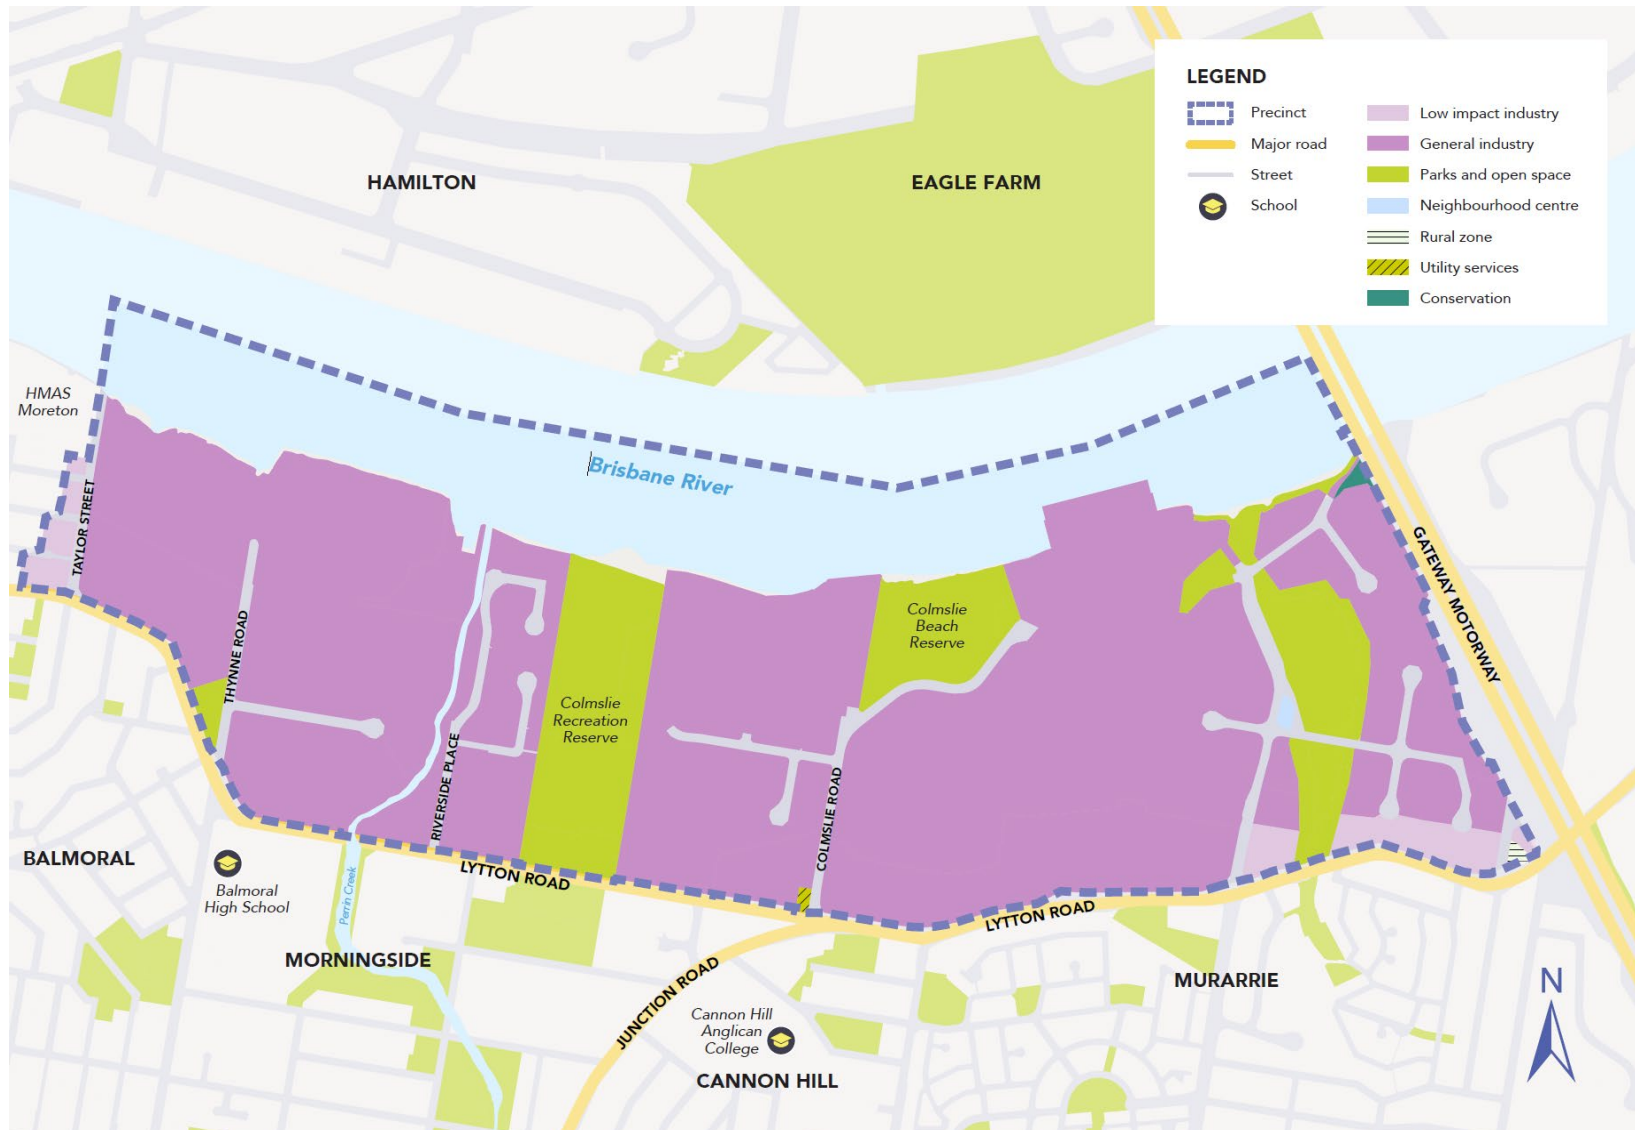 HAMILTON
EAGLE FARM
LEGEND
Precinct
Major road
Street
School
Low impact industry
General industry
Parks and open space
Neighbourhood centre
Rural zone
Utility services
Conservation
HMAS
Moreton
Brisbane River
TAYLOR STREET
THYNNE ROAD
RIVERSIDE PLACE
Colmslie
Recreation
Reserve
Colmslie
Beach
Reserve
COLMSLIE ROAD
GATEWAY MOTORWAY
BALMORAL
Balmoral
High School
Perrin Creek
LYTTON ROAD
LYTTON ROAD
MORNINGSIDE
JUNCTION ROAD
Cannon Hill
Anglican
College
CANNON HILL
MURARRIE
N